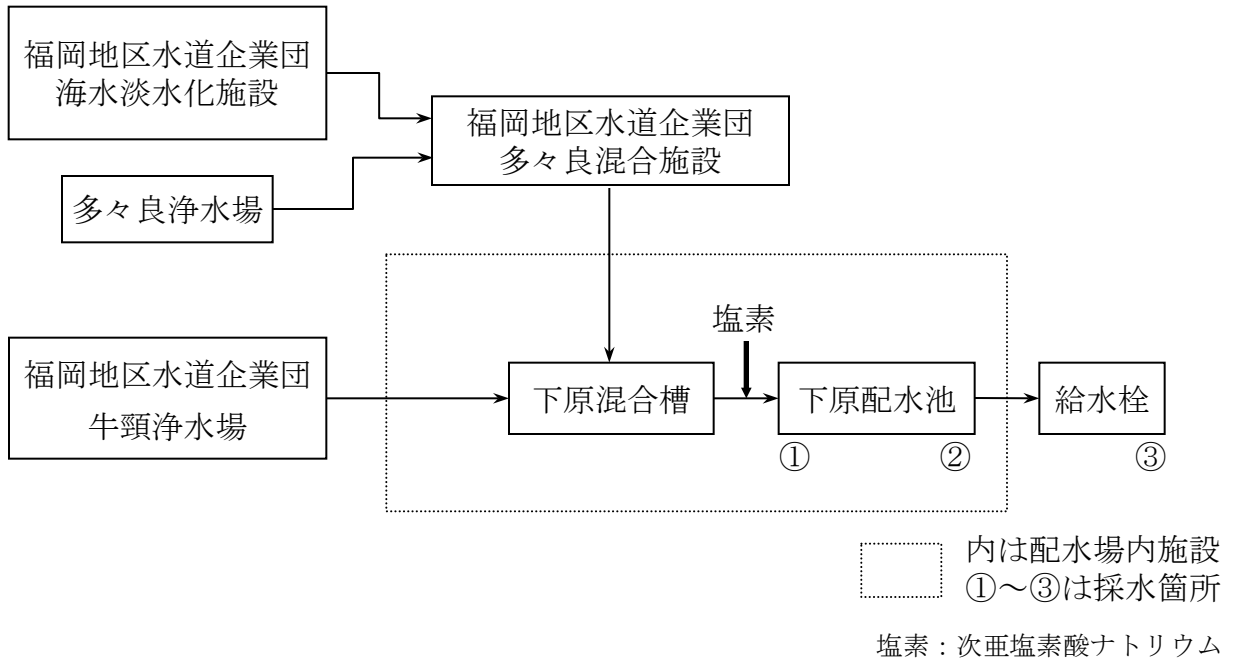 福岡地区水道企業団
海水淡水化施設
福岡地区水道企業団
多々良混合施設
多々良浄水場
塩素
福岡地区水道企業団
牛頸浄水場
下原混合槽
下原配水池
給水栓
①
②
③
内は配水場内施設
①～③は採水箇所
塩素：次亜塩素酸ナトリウム